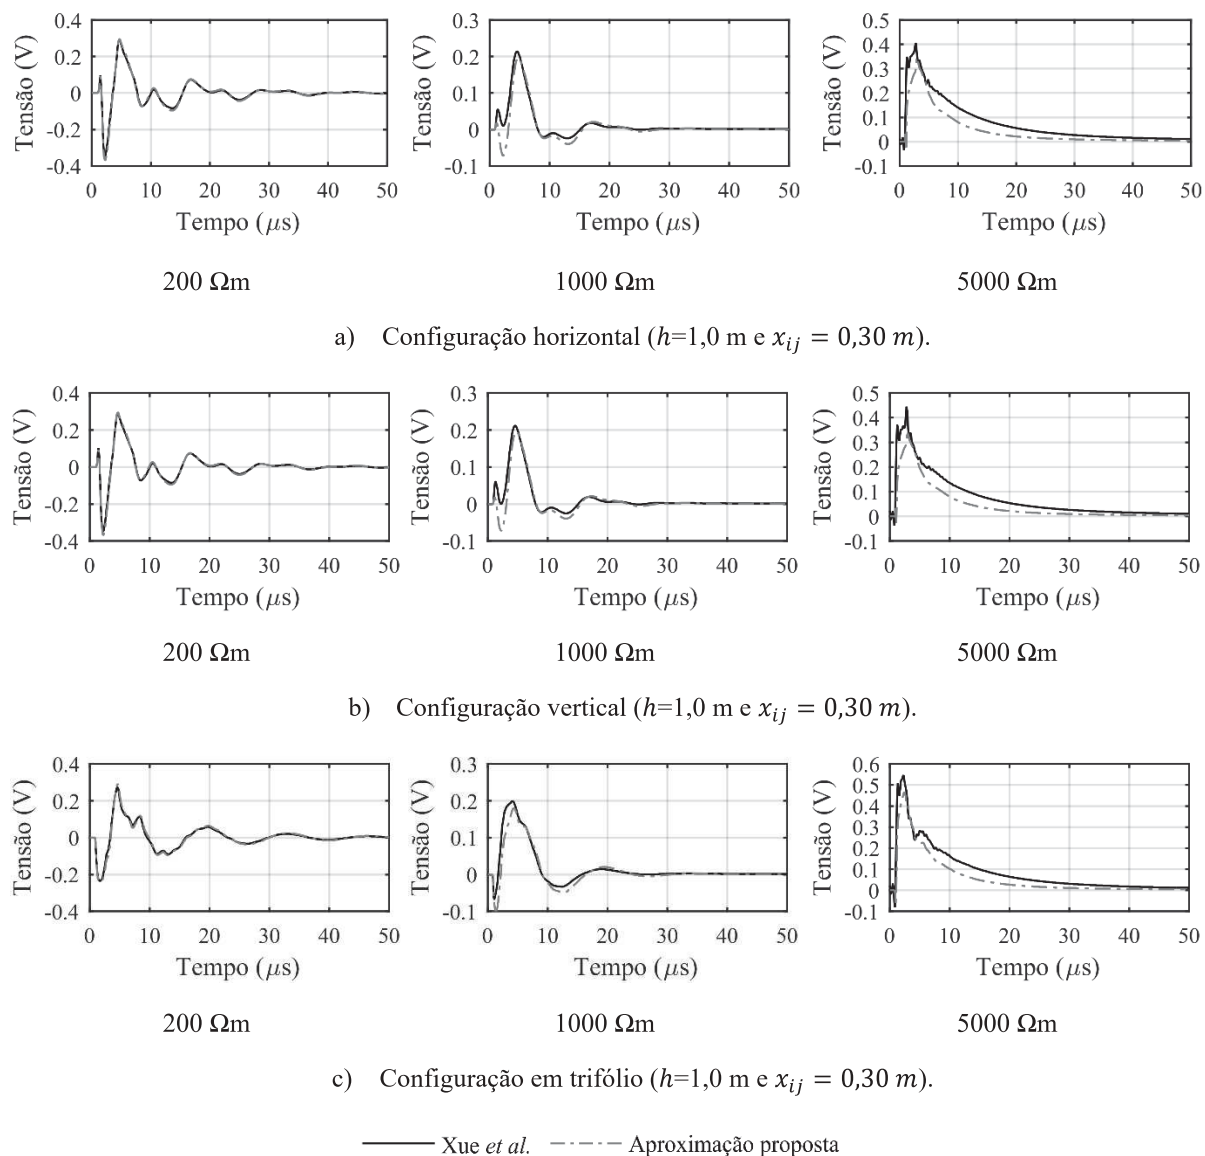 0.4
0.2
0
-0.2
-0.4
0 10 20 30 40 50
Tensão (V)
Tempo (μs)
0.3
0.2
0.1
0
-0.1
0 10 20 30 40 50
Tensão (V)
Tempo (μs)
0.5
0.4
0.3
0.2
0.1
0
-0.1
0 10 20 30 40 50
Tensão (V)
Tempo (μs)
200 Ωm 1000 Ωm 5000 Ωm
a) Configuração horizontal (h=1,0 m e x_ij = 0,30 m).
0.4
0.2
0
-0.2
-0.4
0 10 20 30 40 50
Tensão (V)
Tempo (μs)
0.3
0.2
0.1
0
-0.1
0 10 20 30 40 50
Tensão (V)
Tempo (μs)
0.5
0.4
0.3
0.2
0.1
0
-0.1
0 10 20 30 40 50
Tensão (V)
Tempo (μs)
200 Ωm 1000 Ωm 5000 Ωm
b) Configuração vertical (h=1,0 m e x_ij = 0,30 m).
0.4
0.2
0
-0.2
-0.4
0 10 20 30 40 50
Tensão (V)
Tempo (μs)
0.3
0.2
0.1
0
-0.1
0 10 20 30 40 50
Tensão (V)
Tempo (μs)
0.6
0.5
0.4
0.3
0.2
0.1
0
-0.1
0 10 20 30 40 50
Tensão (V)
Tempo (μs)
200 Ωm 1000 Ωm 5000 Ωm
c) Configuração em trifólio (h=1,0 m e x_ij = 0,30 m).
Xue et al. Aproximação proposta